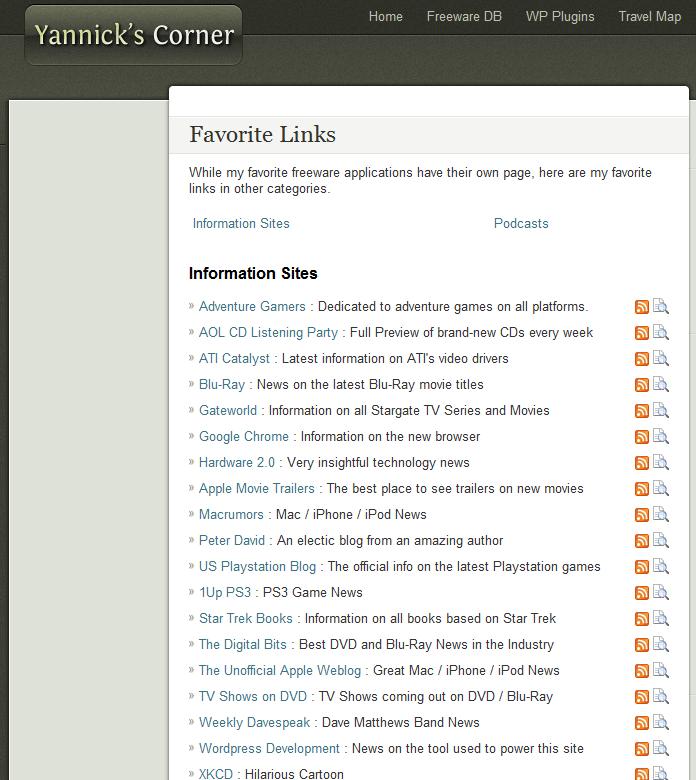 Yannick's Corner
Home Freeware DB WP Plugins Travel Map
Favorite Links
While my favorite freeware applications have their own page, here are my favorite
links in other categories.
Information Sites Podcasts
Information Sites
» Adventure Gamers : Dedicated to adventure games on all platforms.
» AOL CD Listening Party : Full Preview of brand-new CDs every week
» ATI Catalyst : Latest information on ATI's video drivers
» Blu-Ray : News on the latest Blu-Ray movie titles
» Gateworld : Information on all Stargate TV Series and Movies
» Google Chrome : Information on the new browser
» Hardware 2.0 : Very insightful technology news
» Apple Movie Trailers : The best place to see trailers on new movies
» Macrumors : Mac / iPhone / iPod News
» Peter David : An electic blog from an amazing author
» US Playstation Blog : The official info on the latest Playstation games
» 1Up PS3 : PS3 Game News
» Star Trek Books : Information on all books based on Star Trek
» The Digital Bits : Best DVD and Blu-Ray News in the Industry
» The Unofficial Apple Weblog : Great Mac / iPhone / iPod News
» TV Shows on DVD : TV Shows coming out on DVD / Blu-Ray
» Weekly Davespeak : Dave Matthews Band News
» Wordpress Development : News on the tool used to power this site
» XKCD : Hilarious Cartoon